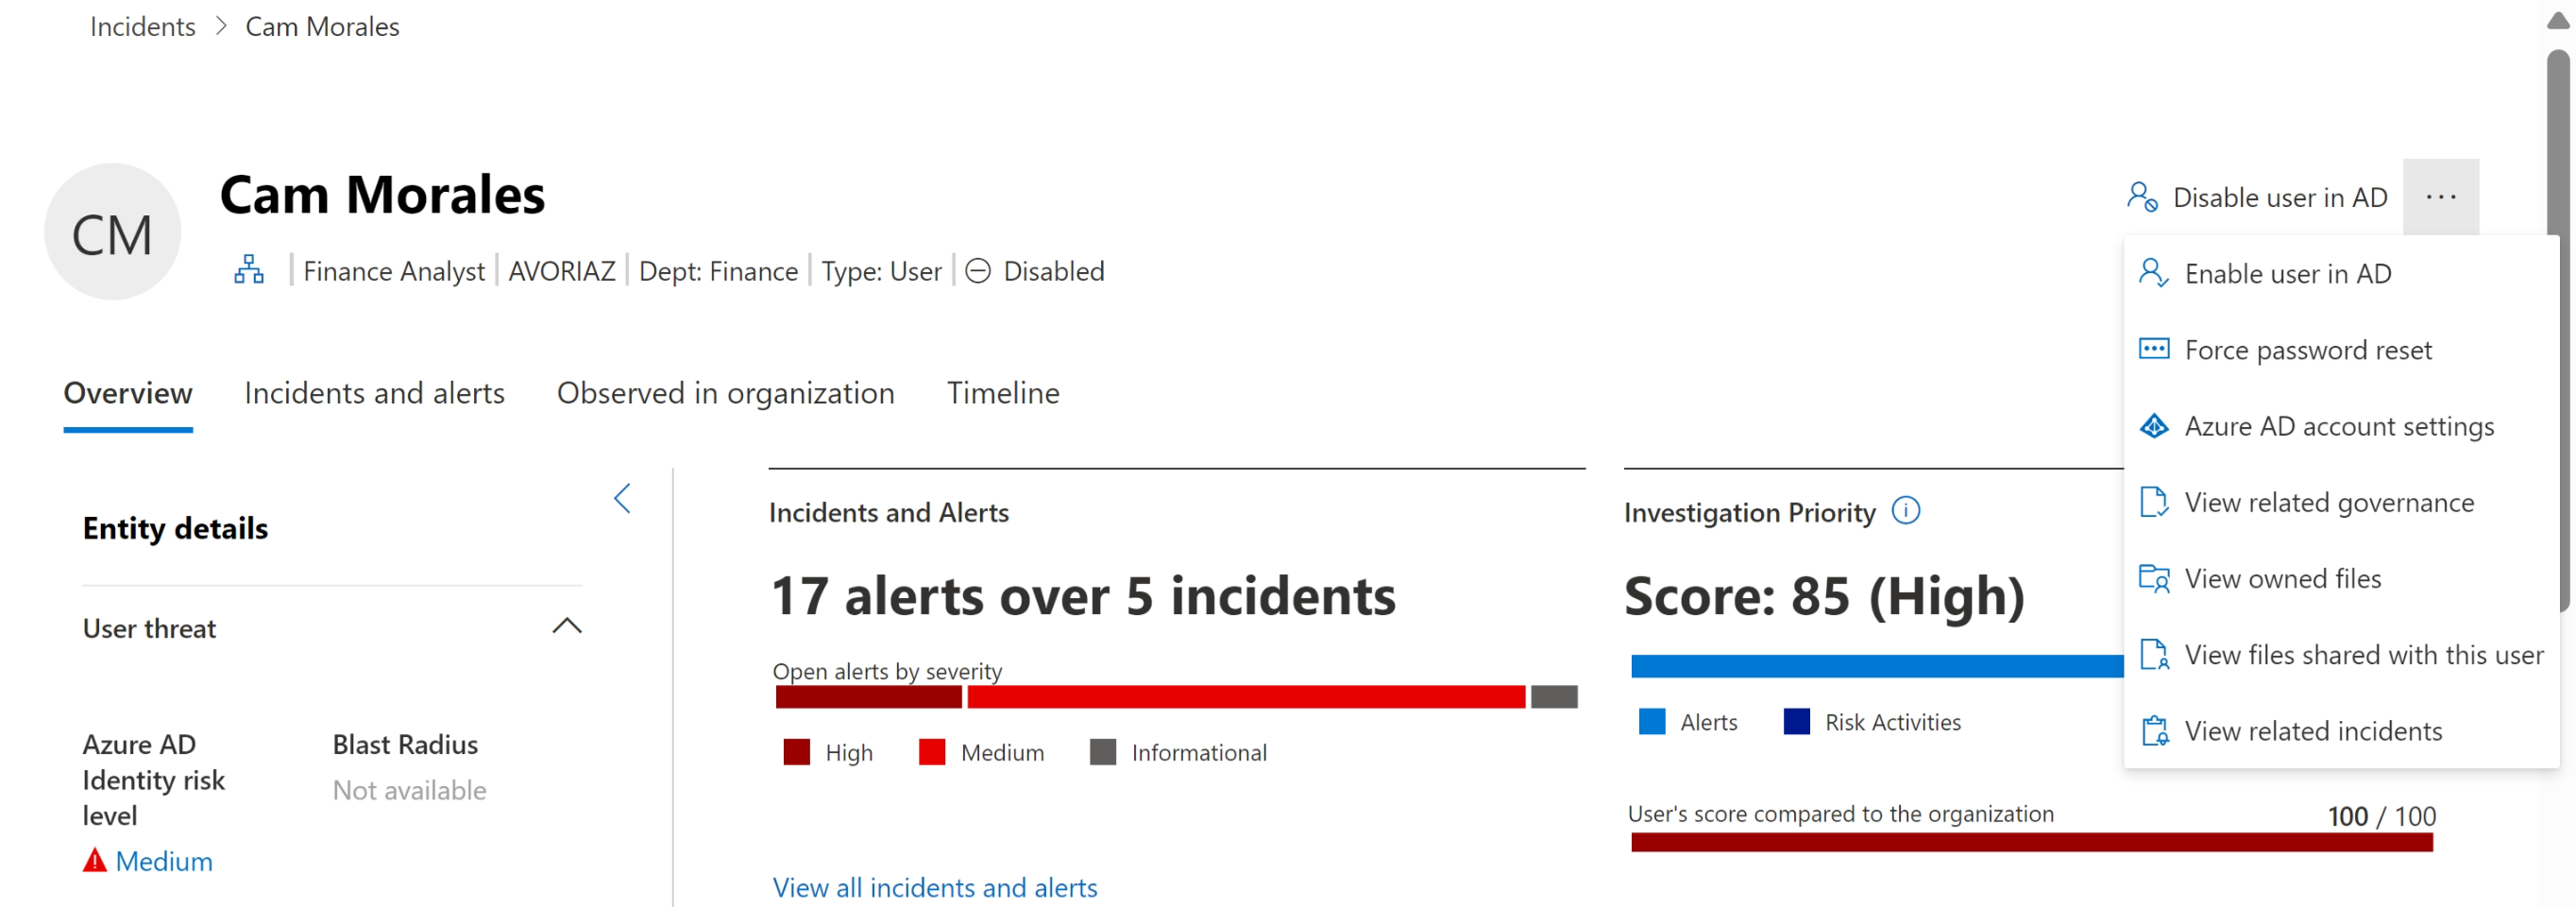 Incidents > Cam Morales
CM
Cam Morales
Finance Analyst | AVORIAZ | Dept: Finance | Type: User | Disabled
Disable user in AD ...
Enable user in AD
Force password reset
Azure AD account settings
View related governance
View owned files
View files shared with this user
View related incidents
Overview Incidents and alerts Observed in organization Timeline
Entity details
User threat
Azure AD
Identity risk
level
Medium
Blast Radius
Not available
Incidents and Alerts
17 alerts over 5 incidents
Open alerts by severity
High Medium Informational
View all incidents and alerts
Investigation Priority
Score: 85 (High)
Alerts Risk Activities
User's score compared to the organization 100 / 100